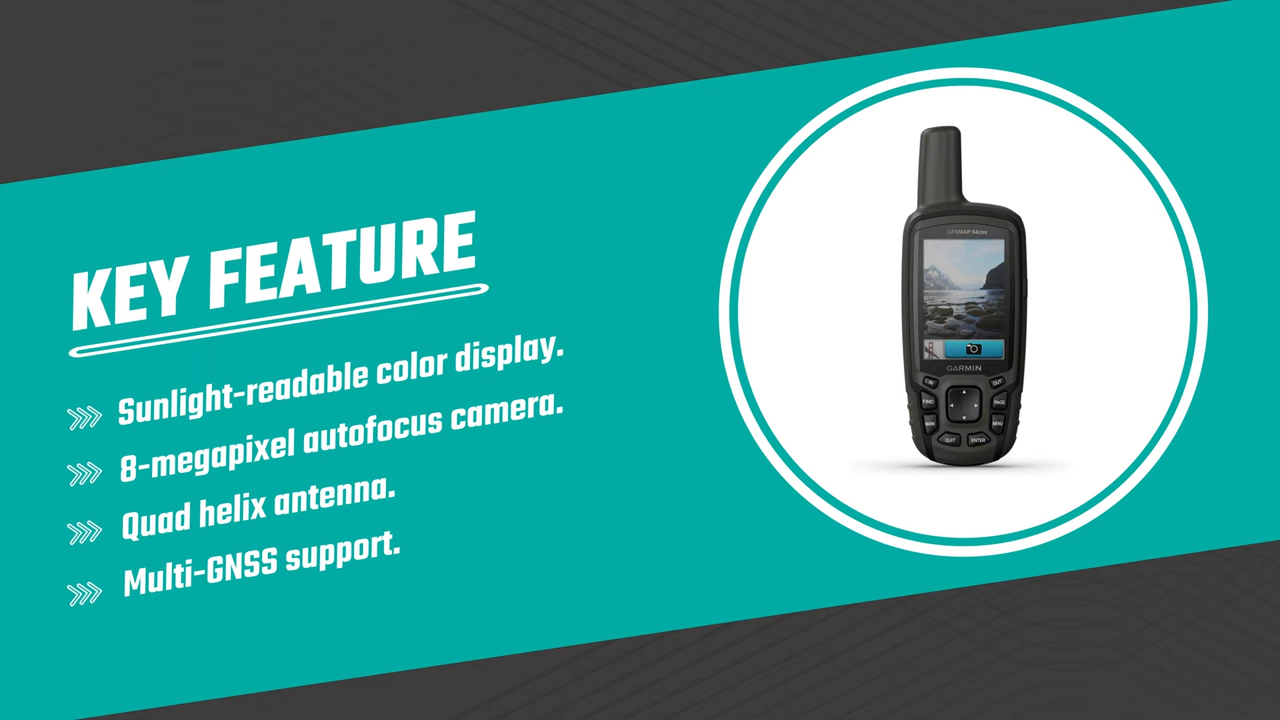 KEY FEATURE
Sunlight-readable color display.
8-megapixel autofocus camera.
Quad helix antenna.
Multi-GNSS support.
GPSMAP 64csx
GARMIN
IN
OUT
FIND
PAGE
MARK
MENU
QUIT
ENTER